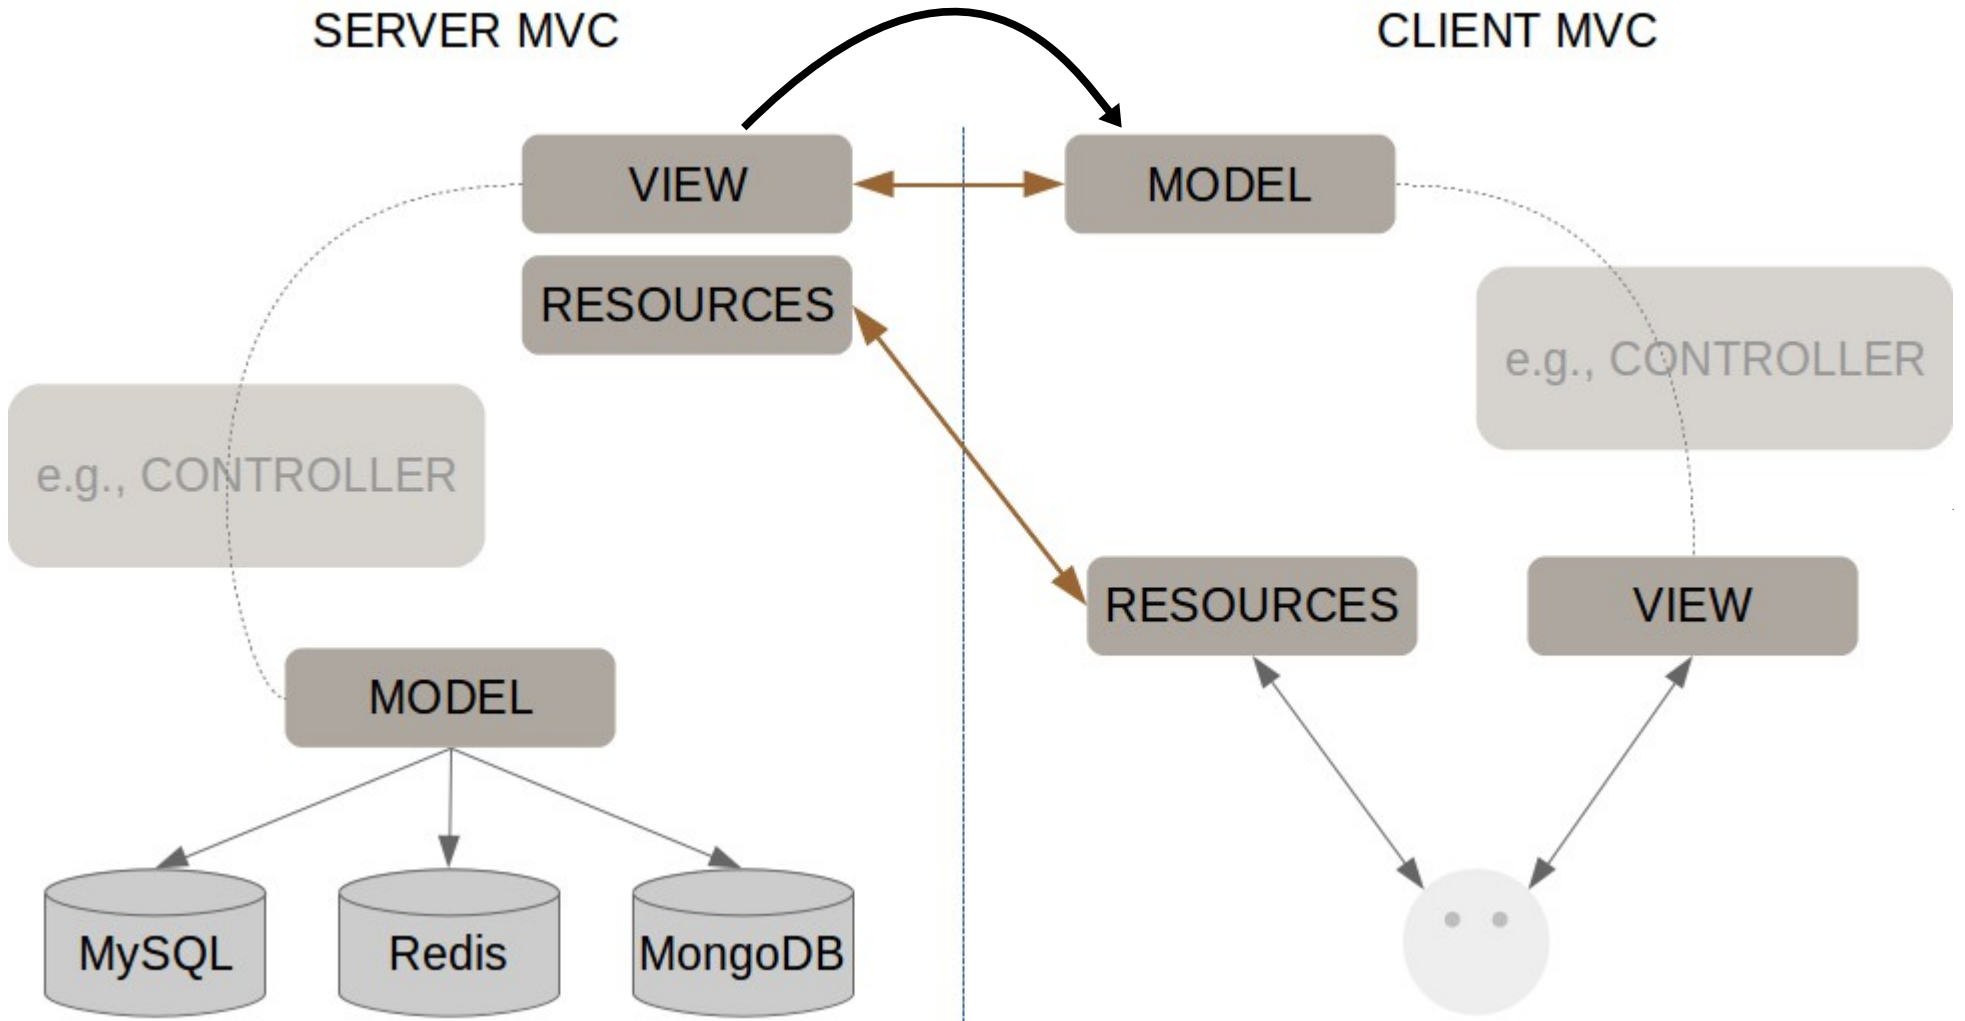 SERVER MVC
CLIENT MVC
VIEW
MODEL
RESOURCES
e.g., CONTROLLER
e.g., CONTROLLER
RESOURCES
VIEW
MODEL
MySQL
Redis
MongoDB